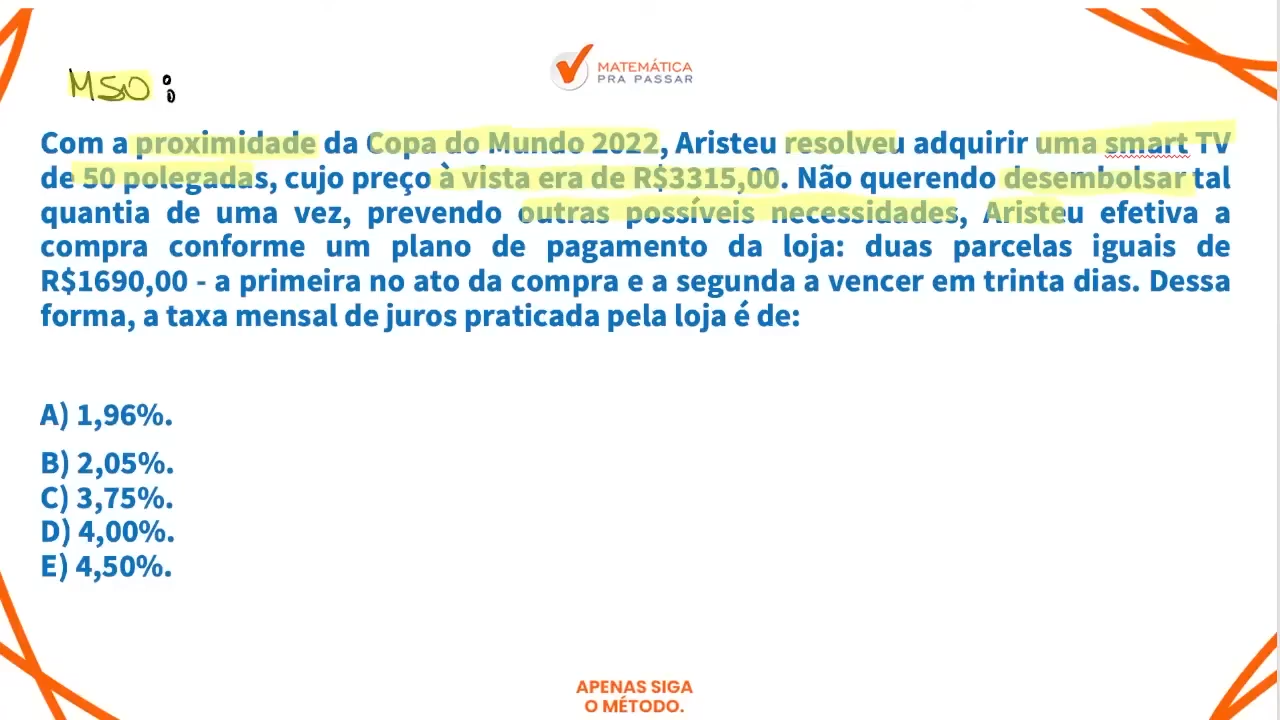 MATEMÁTICA
PRA PASSAR
MSO:
Com a proximidade da Copa do Mundo 2022, Aristeu resolveu adquirir uma smart TV
de 50 polegadas, cujo preço à vista era de R$3315,00. Não querendo desembolsar tal
quantia de uma vez, prevendo outras possíveis necessidades, Aristeu efetiva a
compra conforme um plano de pagamento da loja: duas parcelas iguais de
R$1690,00 - a primeira no ato da compra e a segunda a vencer em trinta dias. Dessa
forma, a taxa mensal de juros praticada pela loja é de:
A) 1,96%.
B) 2,05%.
C) 3,75%.
D) 4,00%.
E) 4,50%.
APENAS SIGA
O MÉTODO.